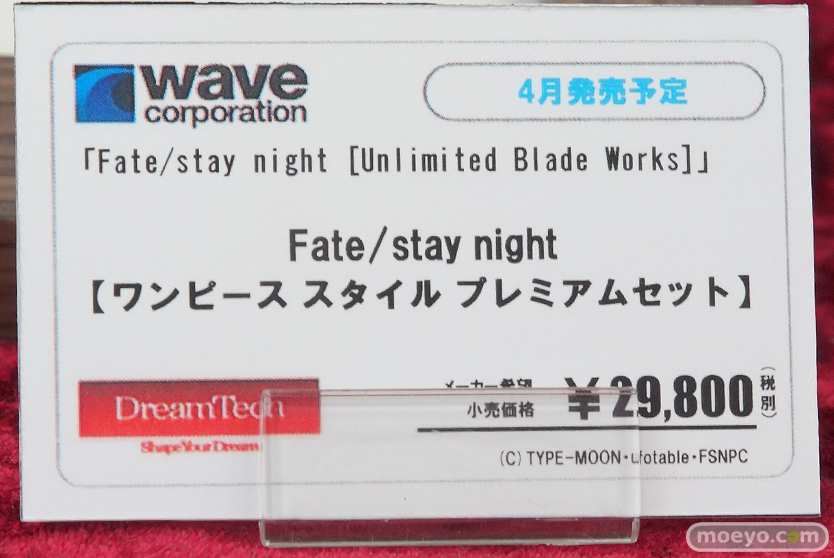 wave
corporation
4月発売予定
「Fate/stay night [Unlimited Blade Works]」
Fate/stay night
【ワンピース スタイル プレミアムセット】
DreamTech
Shape Your Dream
メーカー希望
小売価格
¥29,800
(税別)
(C)TYPE-MOON・ufotable・FSNPC
moeyo.com